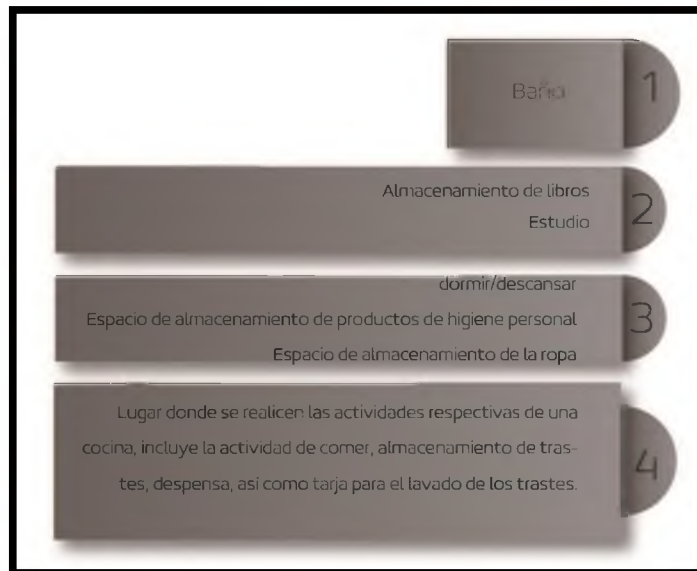 Baño
1
Almacenamiento de libros
Estudio
2
dormir/descansar
Espacio de almacenamiento de productos de higiene personal
Espacio de almacenamiento de la ropa
3
Lugar donde se realicen las actividades respectivas de una
cocina, incluye la actividad de comer, almacenamiento de tras-
tes, despensa, así como tarja para el lavado de los trastes.
4